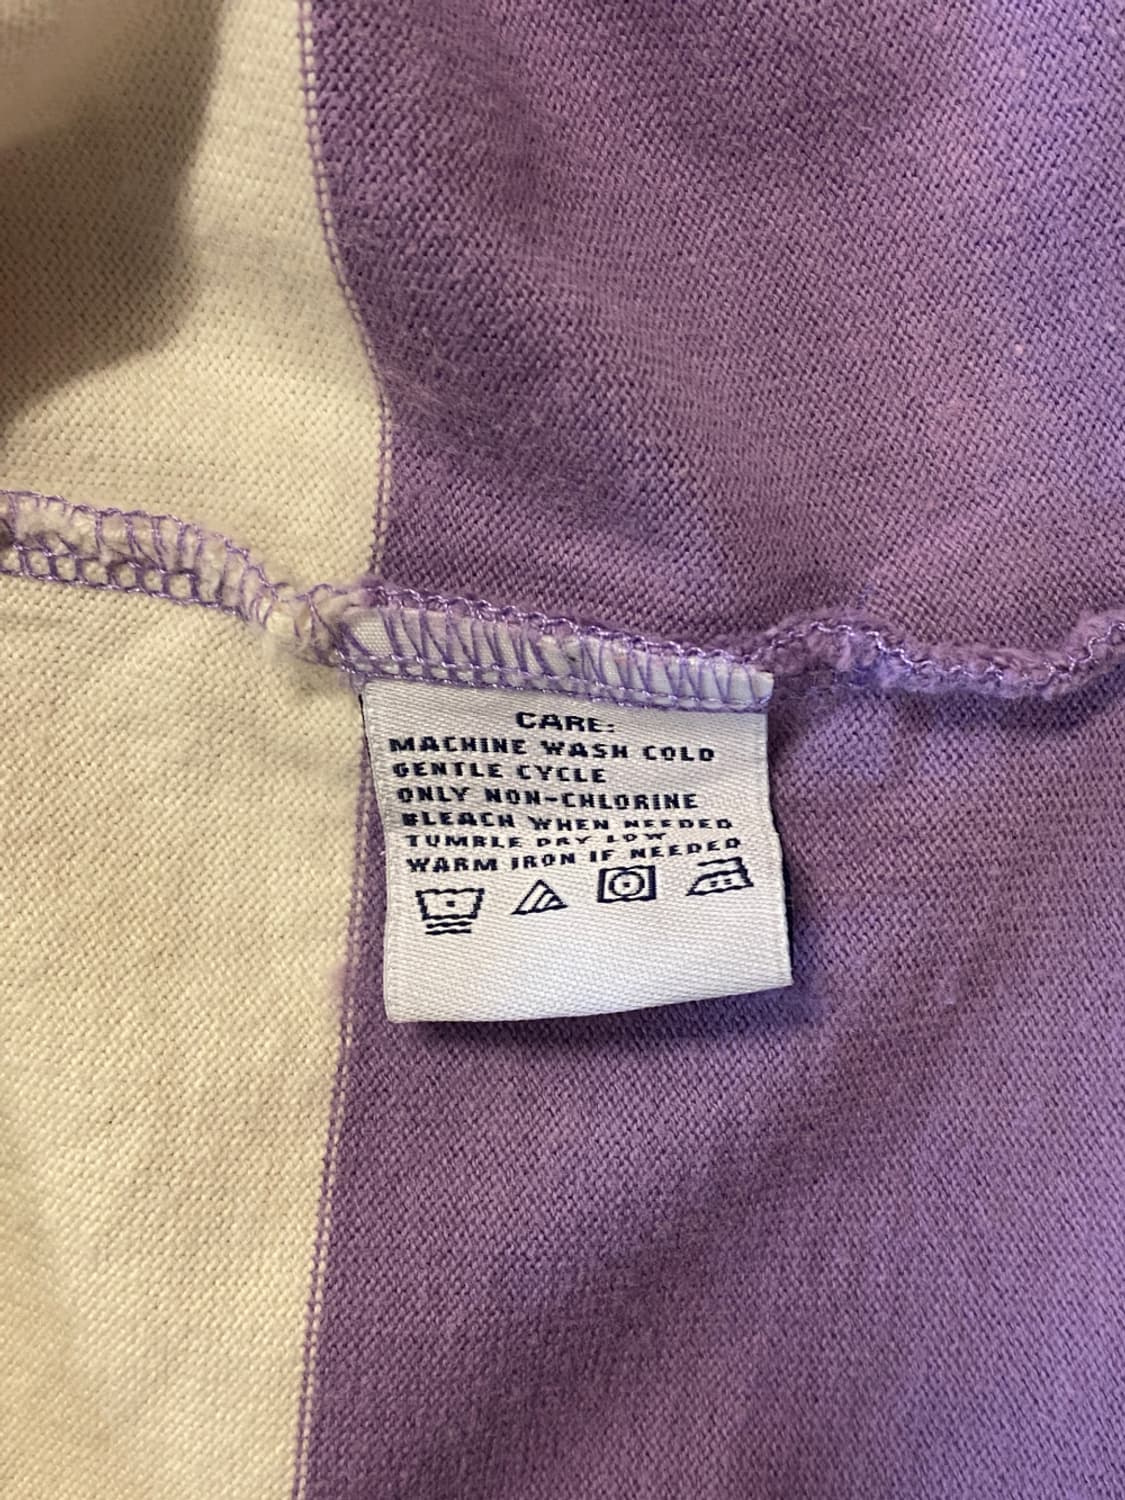 CARE:
MACHINE WASH COLD
GENTLE CYCLE
ONLY NON-CHLORINE
BLEACH WHEN NEEDED
TUMBLE DRY LOW
WARM IRON IF NEEDED